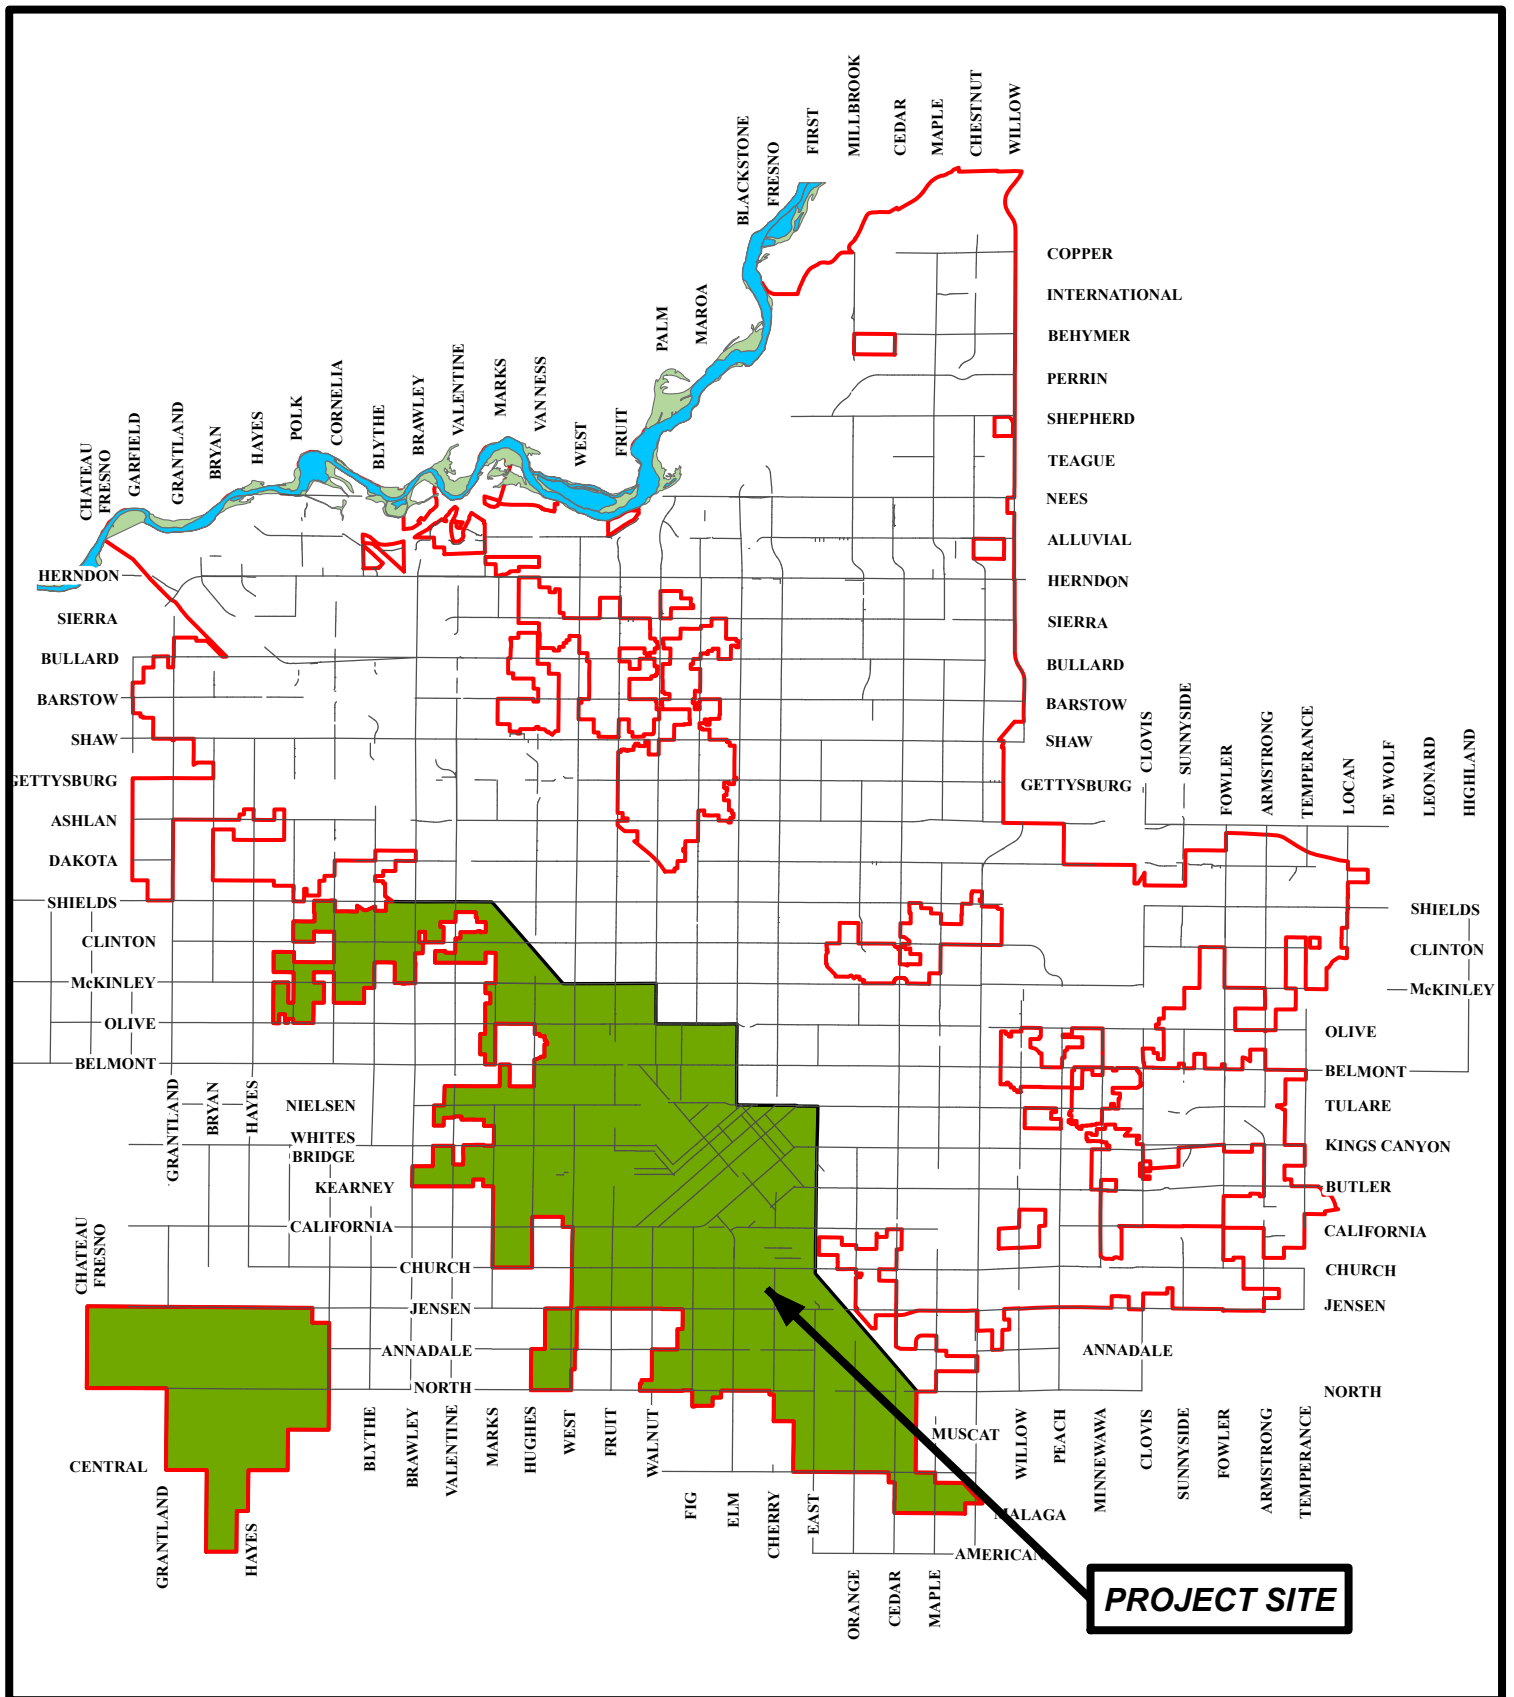 BLACKSTONE
FRESNO
FIRST
MILLBROOK
CEDAR
MAPLE
CHESTNUT
WILLOW
COPPER
INTERNATIONAL
BEHYMER
PERRIN
SHEPHERD
TEAGUE
NEES
ALLUVIAL
HERNDON
SIERRA
BULLARD
BARSTOW
SHAW
GETTYSBURG
CHATEAU
FRESNO
GARFIELD
GRANTLAND
BRYAN
HAYES
POLK
CORNELIA
BLYTHE
BRAWLEY
VALENTINE
MARKS
VAN NESS
WEST
FRUIT
PALM
MAROA
HERNDON
SIERRA
BULLARD
BARSTOW
SHAW
GETTYSBURG
ASHLAN
DAKOTA
SHIELDS
CLINTON
McKINLEY
OLIVE
BELMONT
CLOVIS
SUNNYSIDE
FOWLER
ARMSTRONG
TEMPERANCE
LOCAN
DE WOLF
LEONARD
HIGHLAND
SHIELDS
CLINTON
McKINLEY
OLIVE
BELMONT
TULARE
KINGS CANYON
BUTLER
CALIFORNIA
CHURCH
JENSEN
ANNADALE
NORTH
GRANTLAND
BRYAN
HAYES
NIELSEN
WHITES
BRIDGE
KEARNEY
CALIFORNIA
CHURCH
JENSEN
ANNADALE
NORTH
CHATEAU
FRESNO
CENTRAL
GRANTLAND
HAYES
BLYTHE
BRAWLEY
VALENTINE
MARKS
HUGHES
WEST
FRUIT
WALNUT
FIG
ELM
CHERRY
EAST
ORANGE
CEDAR
MAPLE
MUSCAT
MALAGA
AMERICAN
WILLOW
PEACH
MINNEWAWA
CLOVIS
SUNNYSIDE
FOWLER
ARMSTRONG
TEMPERANCE
PROJECT SITE